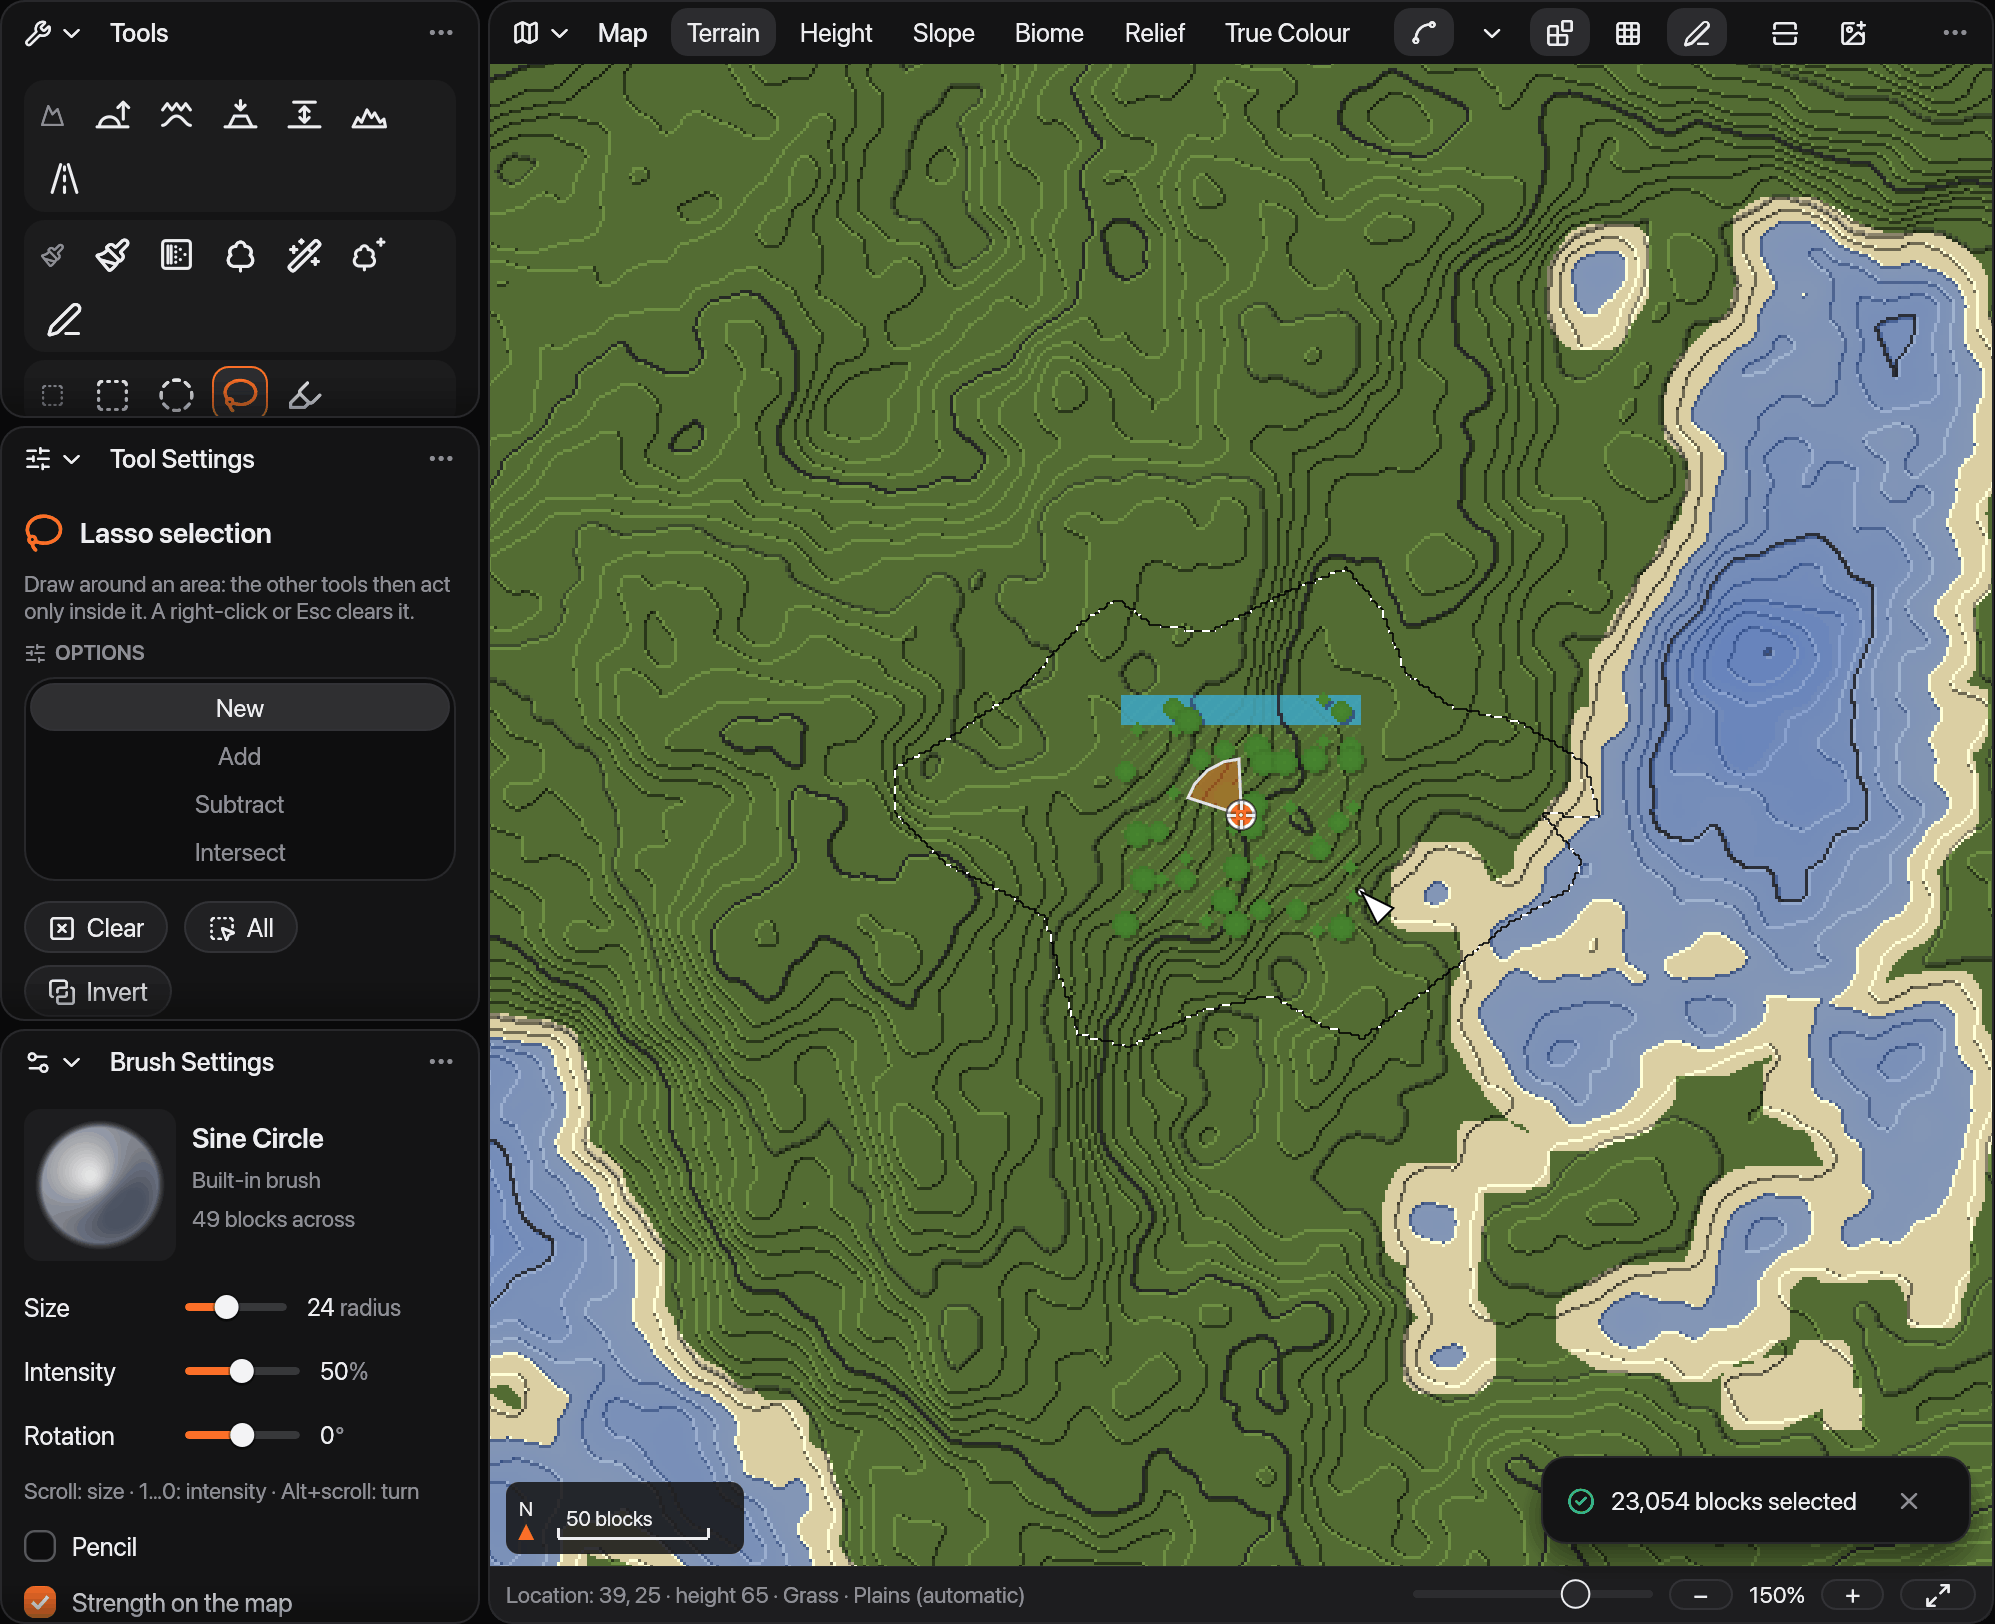 Tools
Map
Terrain
Height
Slope
Biome
Relief
True Colour
Tool Settings
Lasso selection
Draw around an area: the other tools then act
only inside it. A right-click or Esc clears it.
OPTIONS
New
Add
Subtract
Intersect
Clear
All
Invert
Brush Settings
Sine Circle
Built-in brush
49 blocks across
Size
24 radius
Intensity
50%
Rotation
0°
Scroll: size · 1...0: intensity · Alt+scroll: turn
Pencil
Strength on the map
N
50 blocks
23,054 blocks selected
Location: 39, 25 · height 65 · Grass · Plains (automatic)
150%